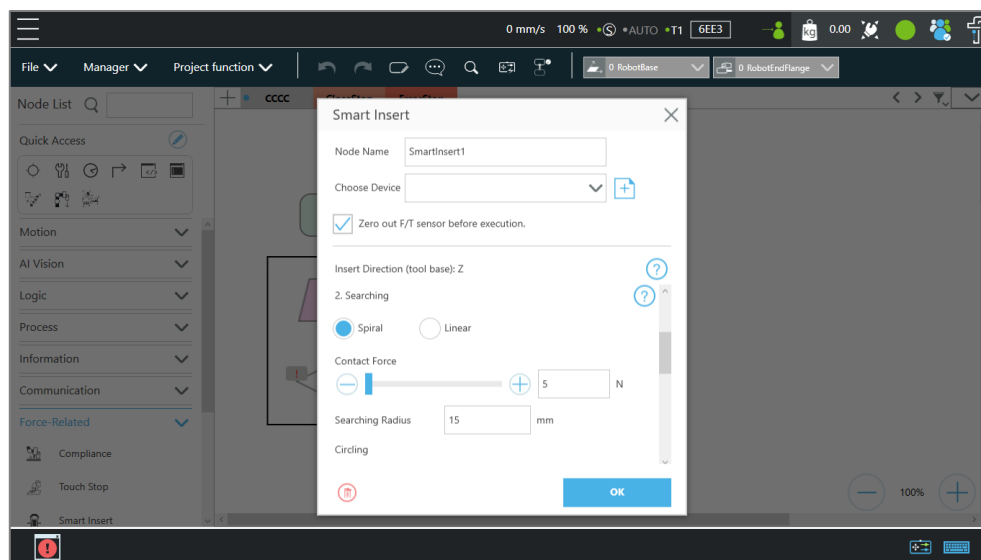 0 mm/s 100 % Ⓢ AUTO T1 6EE3 kg 0.00
File Manager Project function 0 RobotBase 0 RobotEndFlange
Node List cccc
Smart Insert
Quick Access
Node Name SmartInsert1
Choose Device
Zero out F/T sensor before execution.
Motion
AI Vision
Insert Direction (tool base): Z ?
Logic
2. Searching ?
Process
Spiral Linear
Information
Contact Force
Communication
5 N
Force-Related
Searching Radius 15 mm
Compliance
Circling
Touch Stop
OK
100%
Smart Insert